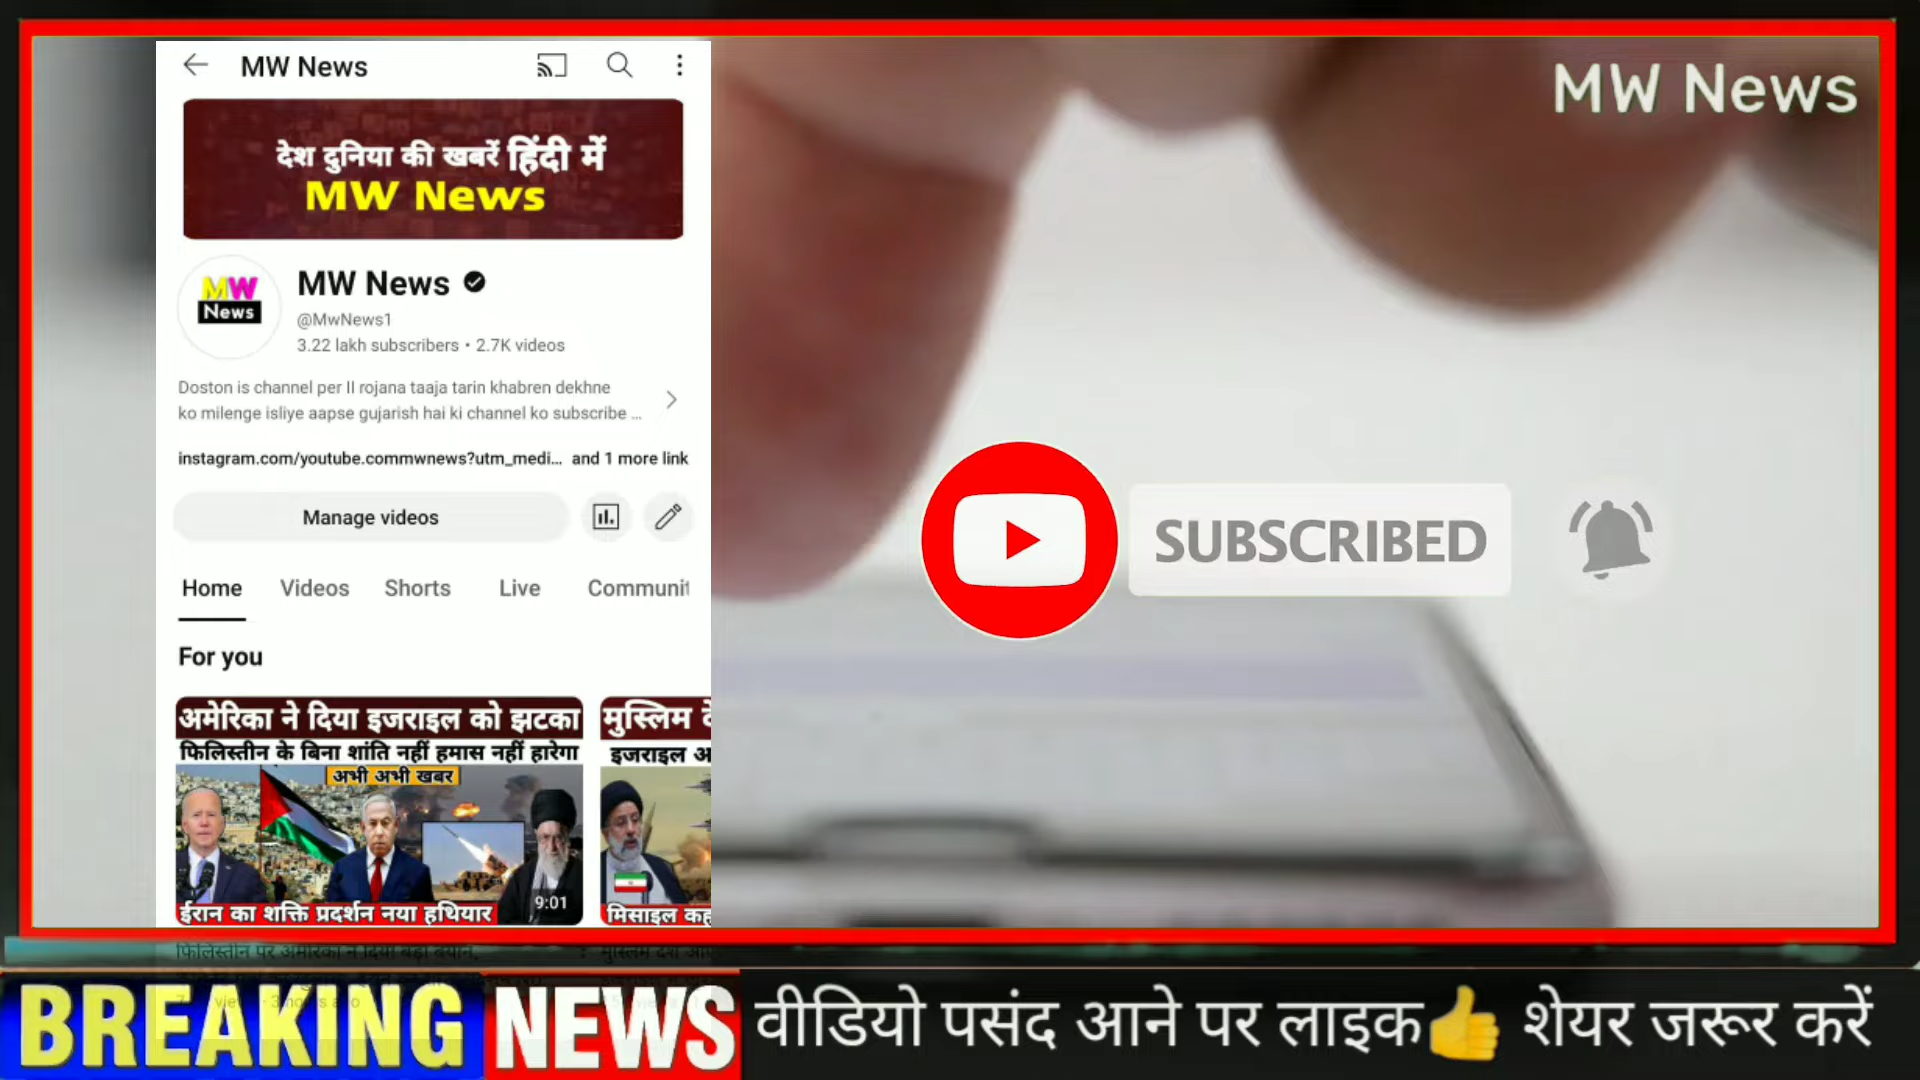 MW News
MW News
देश दुनिया की खबरें हिंदी में
MW News
MW
News
MW News
@MwNews1
3.22 lakh subscribers • 2.7K videos
Doston is channel per II rojana taaja tarin khabren dekhne
ko milenge isliye aapse gujarish hai ki channel ko subscribe ...
instagram.com/youtube.commwnews?utm_medi... and 1 more link
Manage videos
SUBSCRIBED
Home Videos Shorts Live Communit
For you
अमेरिका ने दिया इजराइल को झटका
फिलिस्तीन के बिना शांति नहीं हमास नहीं हारेगा
अभी अभी खबर
9:01
ईरान का शक्ति प्रदर्शन नया हथियार
मुस्लिम
इजराइल
मिसाइल
फिलिस्तीन पर अमेरिका ने दिया बड़ा बयान,
BREAKING NEWS वीडियो पसंद आने पर लाइक👍 शेयर जरूर करें